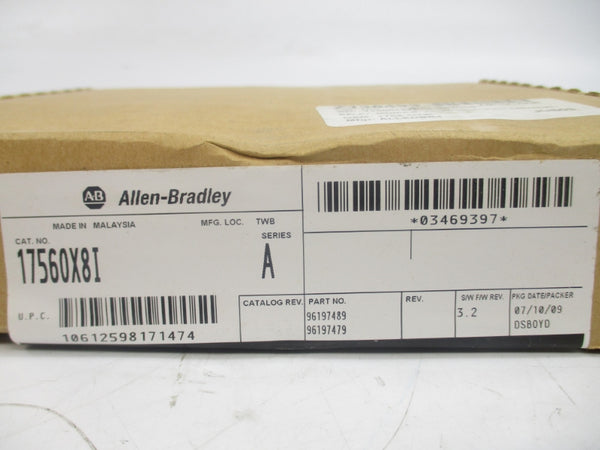 AB Allen-Bradley
MADE IN MALAYSIA MFG. LOC. TWB
CAT. NO. SERIES
17560X8I A
U.P.C.
10612598171474
*03469397*
CATALOG REV. PART NO. REV. S/W F/W REV. PKG DATE/PACKER
96197489 3.2 07/10/09
96197479 DSBOYD